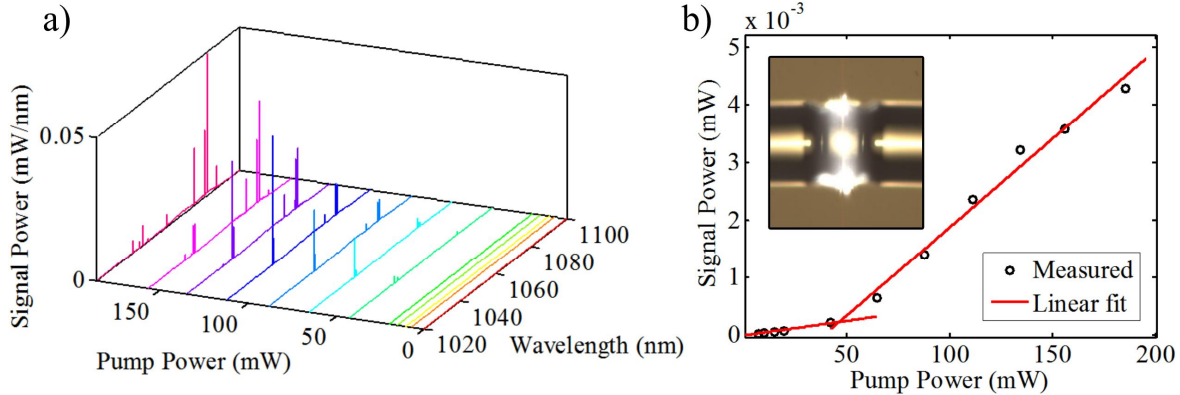 a)
Signal Power (mW/nm)
0.05
0
150
100
50
0
Pump Power (mW)
1020
1040
1060
1080
1100
Wavelength (nm)
b)
x 10⁻³
Signal Power (mW)
5
4
3
2
1
0
50
100
150
200
Pump Power (mW)
Measured
Linear fit